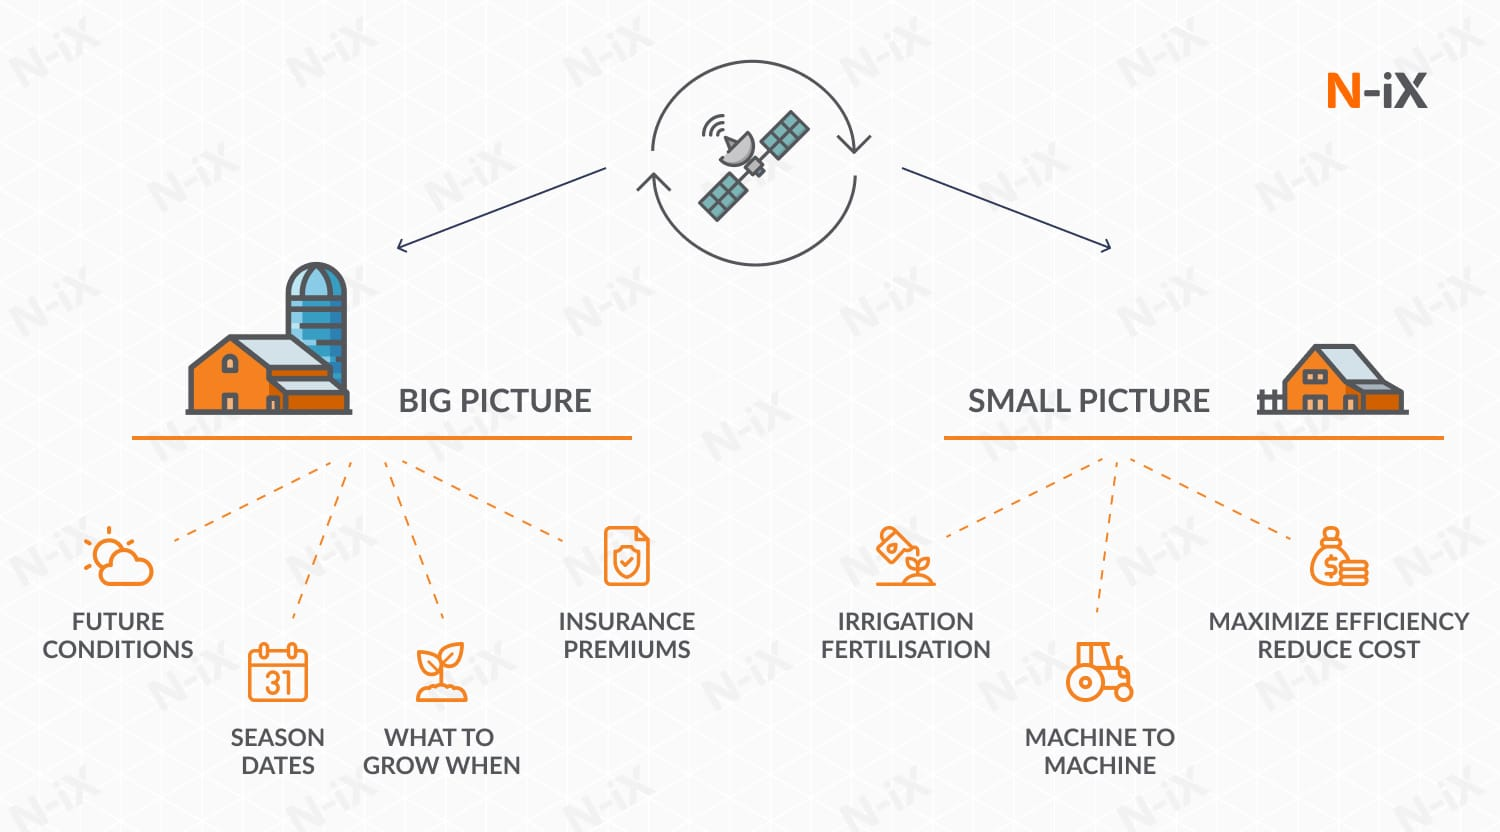 N-iX
BIG PICTURE
SMALL PICTURE
FUTURE
CONDITIONS
31
SEASON
DATES
WHAT TO
GROW WHEN
INSURANCE
PREMIUMS
IRRIGATION
FERTILISATION
MACHINE TO
MACHINE
$
MAXIMIZE EFFICIENCY
REDUCE COST